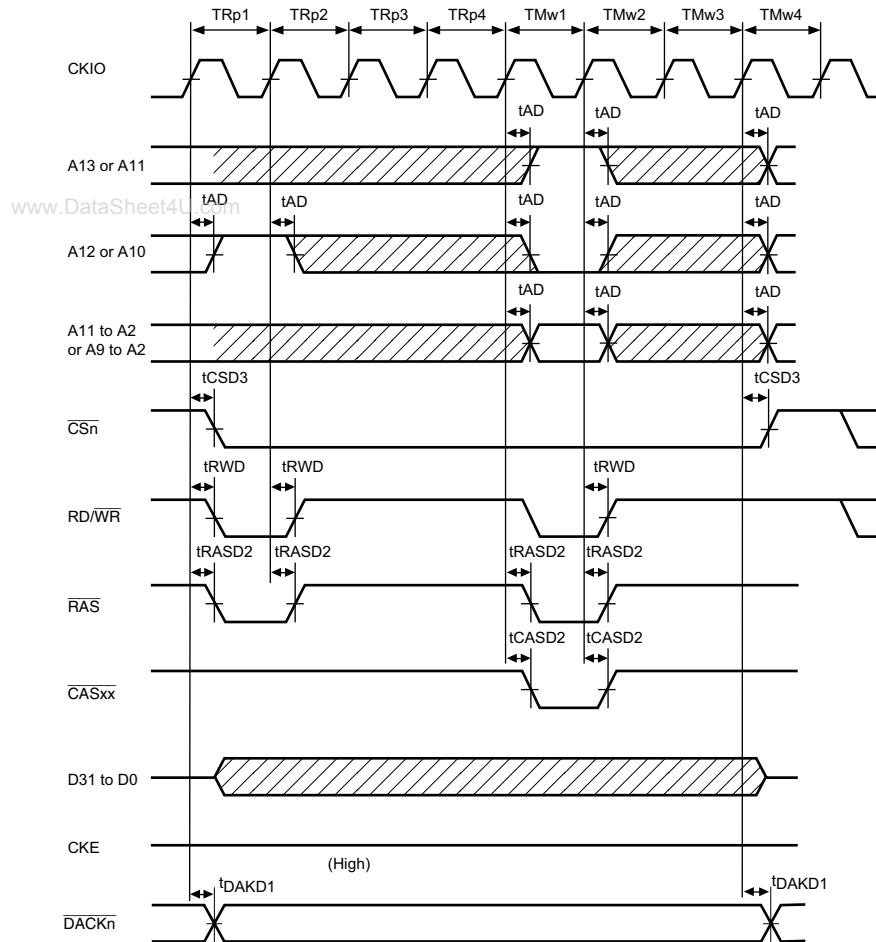 TRp1 TRp2 TRp3 TRp4 TMw1 TMw2 TMw3 TMw4
CKIO
tAD tAD tAD
A13 or A11
www.DataSheet4U.com
tAD tAD tAD tAD tAD
A12 or A10
tAD tAD tAD
A11 to A2
or A9 to A2
tCSD3 tCSD3
CSn
tRWD tRWD tRWD
RD/WR
tRASD2 tRASD2 tRASD2 tRASD2
RAS
tCASD2 tCASD2
CASxx
D31 to D0
CKE
(High)
tDAKD1 tDAKD1
DACKn